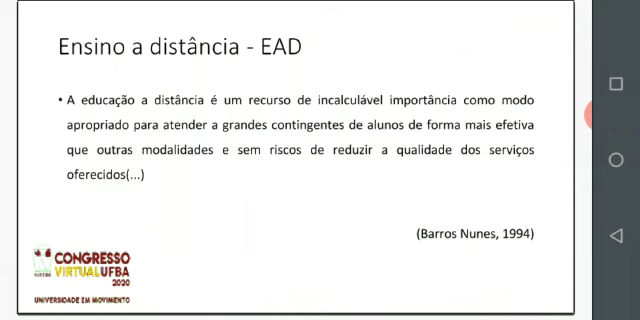 Ensino a distância - EAD
• A educação a distância é um recurso de incalculável importância como modo
apropriado para atender a grandes contingentes de alunos de forma mais efetiva
que outras modalidades e sem riscos de reduzir a qualidade dos serviços
oferecidos(...)
(Barros Nunes, 1994)
CONGRESSO
VIRTUALUFBA
2020
UNIVERSIDADE EM MOVIMENTO